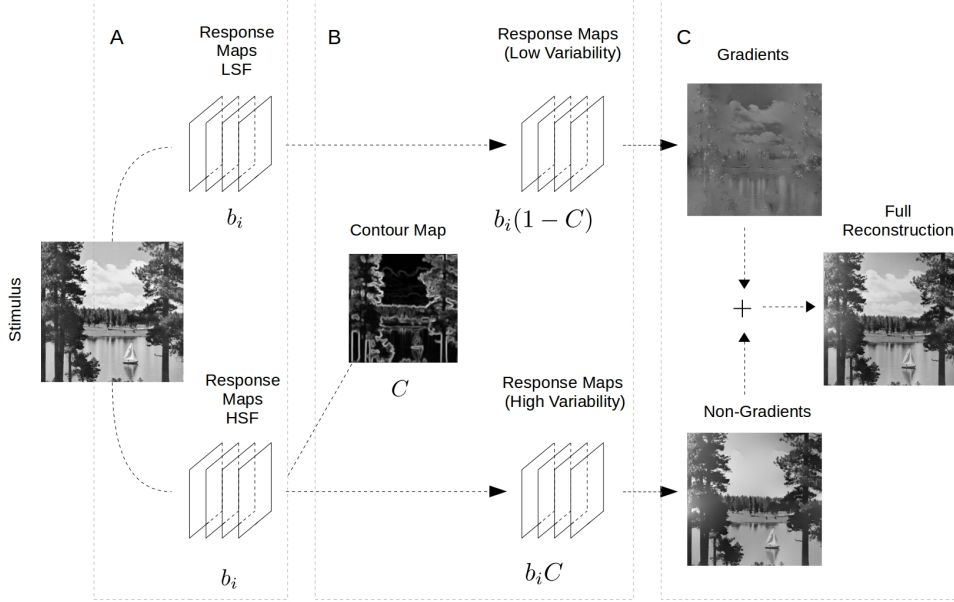 A
Response
Maps
LSF
b_i
Stimulus
Response
Maps
HSF
b_i
B
Response Maps
(Low Variability)
b_i(1 − C)
Contour Map
C
Response Maps
(High Variability)
b_iC
C
Gradients
+
Non-Gradients
Full
Reconstruction